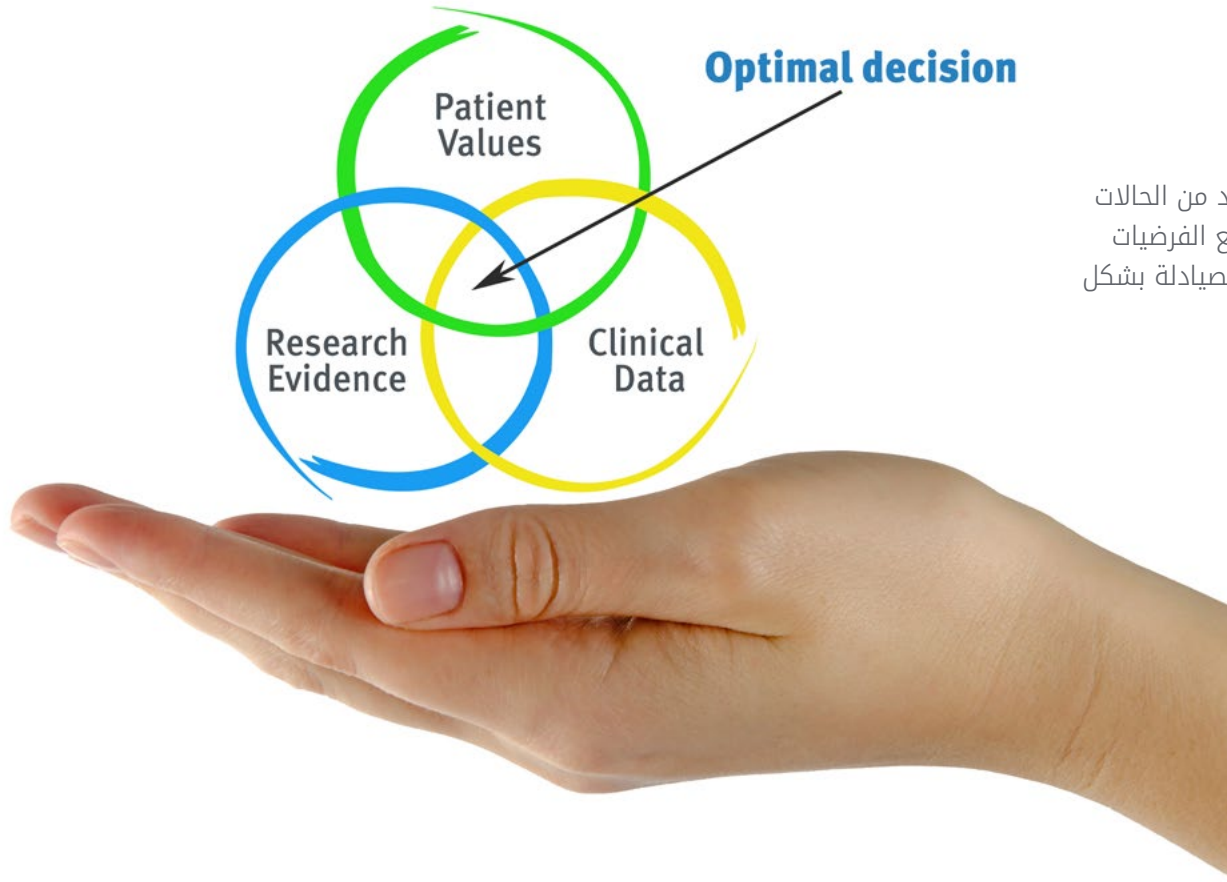 Optimal decision
Patient
Values
Research
Evidence
Clinical
Data
من الحالات
الفرضيات
بشكل